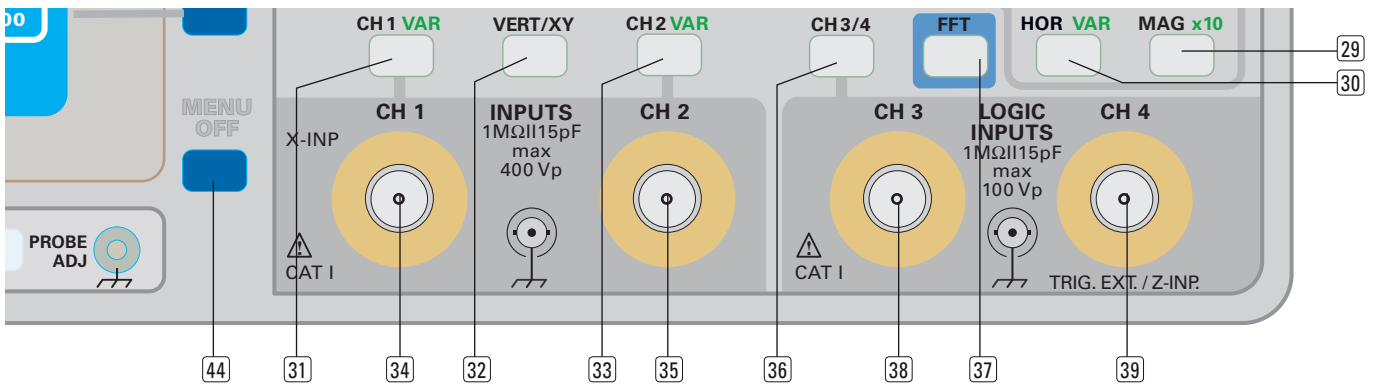 00
CH 1 VAR
VERT/XY
CH 2 VAR
CH 3/4
FFT
HOR VAR
MAG x10
29
30
MENU
OFF
CH 1
X-INP
INPUTS
1MΩII15pF
max
400 Vp
CH 2
CH 3
LOGIC
INPUTS
1MΩII15pF
max
100 Vp
CH 4
PROBE
ADJ
CAT I
CAT I
TRIG. EXT. / Z-INP.
44
31
34
32
33
35
36
38
37
39